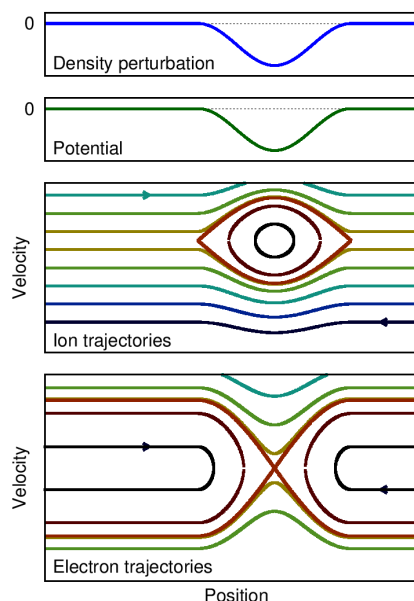 0
Density perturbation
0
Potential
Velocity
Ion trajectories
Velocity
Electron trajectories
Position